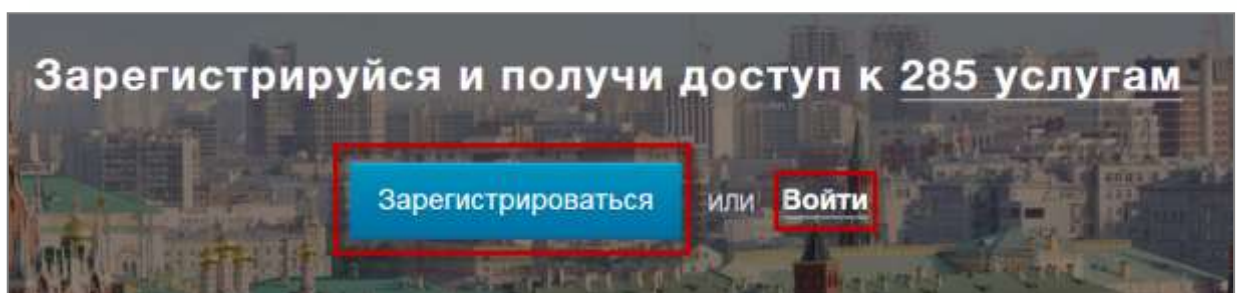 Зарегистрируйся и получи доступ к 285 услугам
Зарегистрироваться или Войти